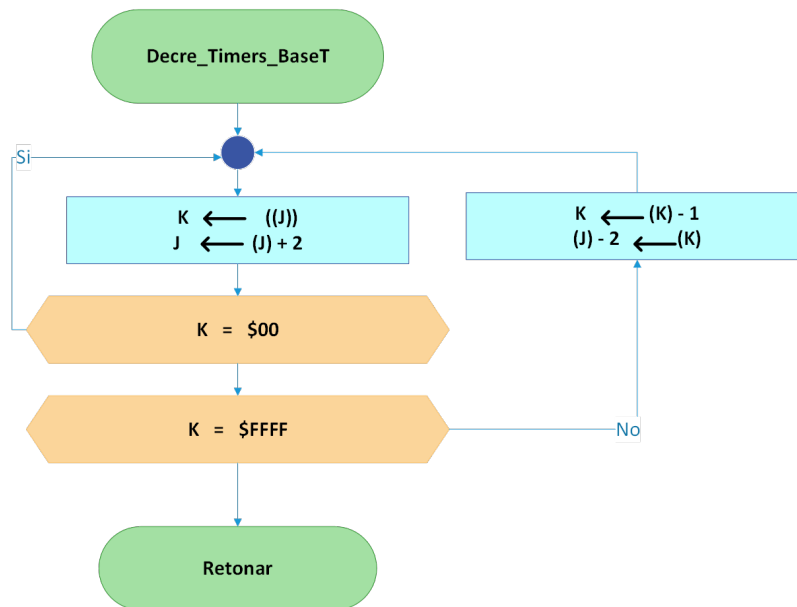 Decre_Timers_BaseT
Si
K ← ((J))
J ← (J) + 2
K ← (K) - 1
(J) - 2 ← (K)
K = $00
K = $FFFF
No
Retonar